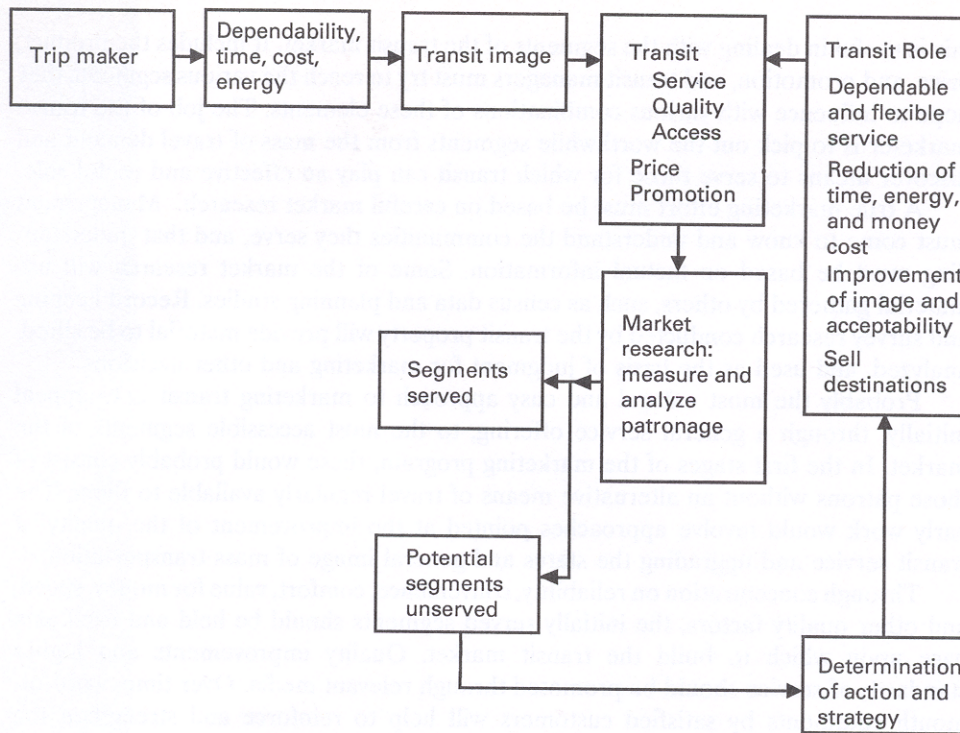 Trip maker
Dependability,
time, cost,
energy
Transit image
Transit
Service
Quality
Access
Price
Promotion
Transit Role
Dependable
and flexible
service
Reduction of
time, energy,
and money
cost
Improvement
of image and
acceptability
Sell
destinations
Market
research:
measure and
analyze
patronage
Segments
served
Potential
segments
unserved
Determination
of action and
strategy